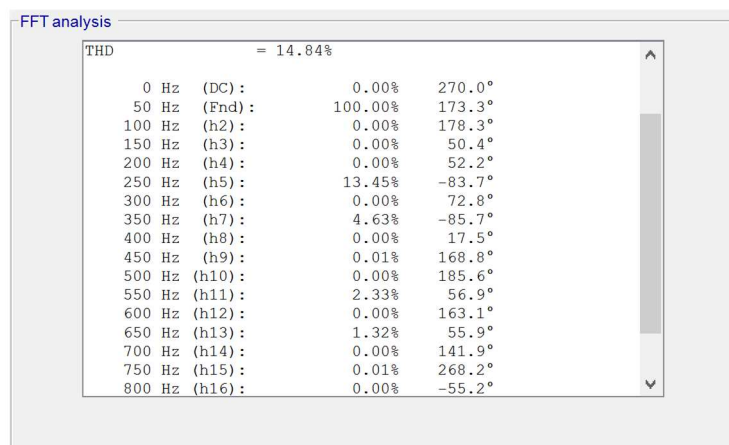 FFT analysis
THD = 14.84%
0 Hz (DC): 0.00% 270.0°
50 Hz (Fnd): 100.00% 173.3°
100 Hz (h2): 0.00% 178.3°
150 Hz (h3): 0.00% 50.4°
200 Hz (h4): 0.00% 52.2°
250 Hz (h5): 13.45% -83.7°
300 Hz (h6): 0.00% 72.8°
350 Hz (h7): 4.63% -85.7°
400 Hz (h8): 0.00% 17.5°
450 Hz (h9): 0.01% 168.8°
500 Hz (h10): 0.00% 185.6°
550 Hz (h11): 2.33% 56.9°
600 Hz (h12): 0.00% 163.1°
650 Hz (h13): 1.32% 55.9°
700 Hz (h14): 0.00% 141.9°
750 Hz (h15): 0.01% 268.2°
800 Hz (h16): 0.00% -55.2°